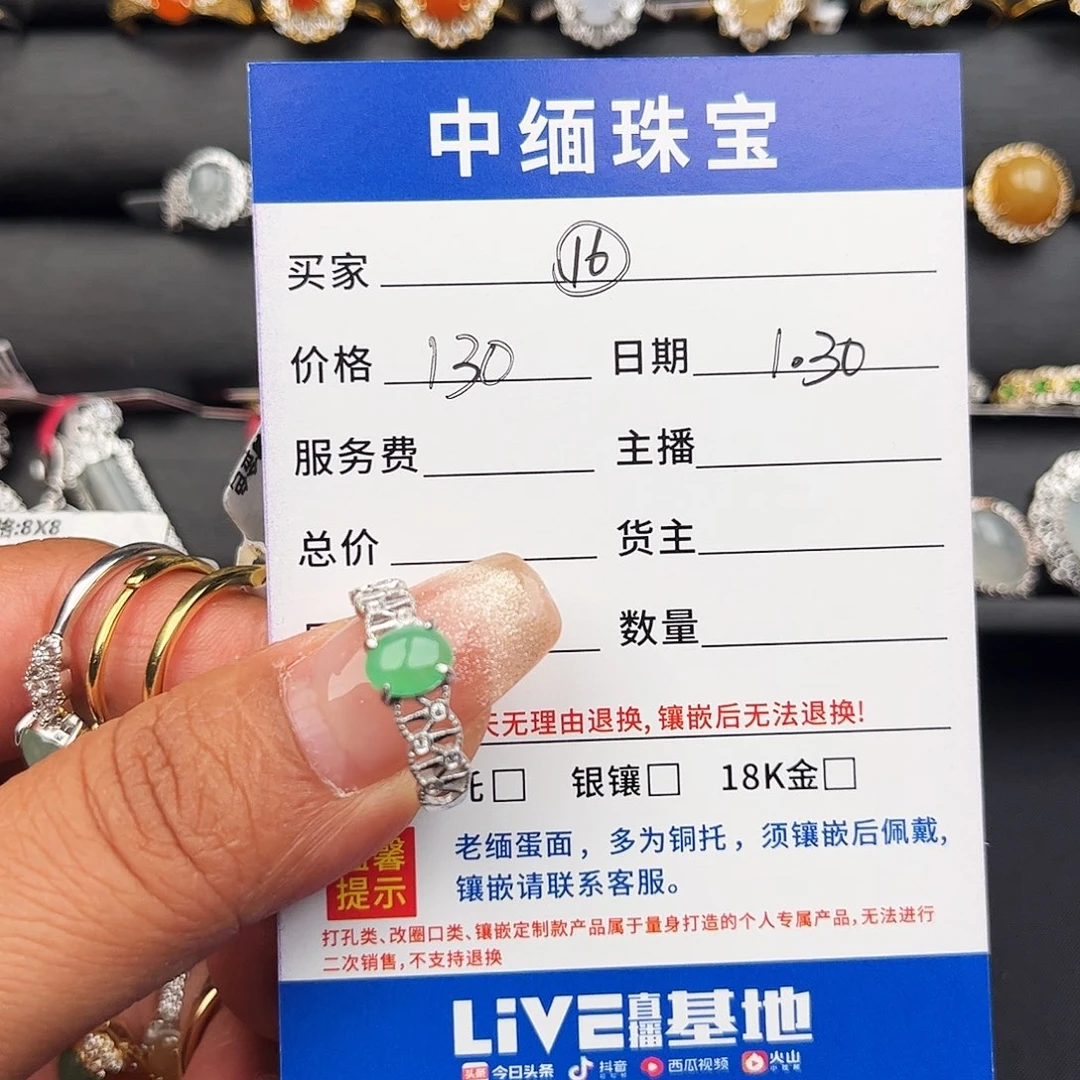 中缅珠宝
买家 16
价格 130 日期 1.30
服务费 主播
总价 货主
数量
天无理由退换,镶嵌后无法退换!
托□ 银镶□ 18K金□
馨
提示
老缅蛋面，多为铜托，须镶嵌后佩戴,
镶嵌请联系客服。
打孔类、改圈口类、镶嵌定制款产品属于量身打造的个人专属产品,无法进行
二次销售,不支持退换
LiVE直播基地
头条 今日头条 抖音 西瓜视频 火山
格:8X8